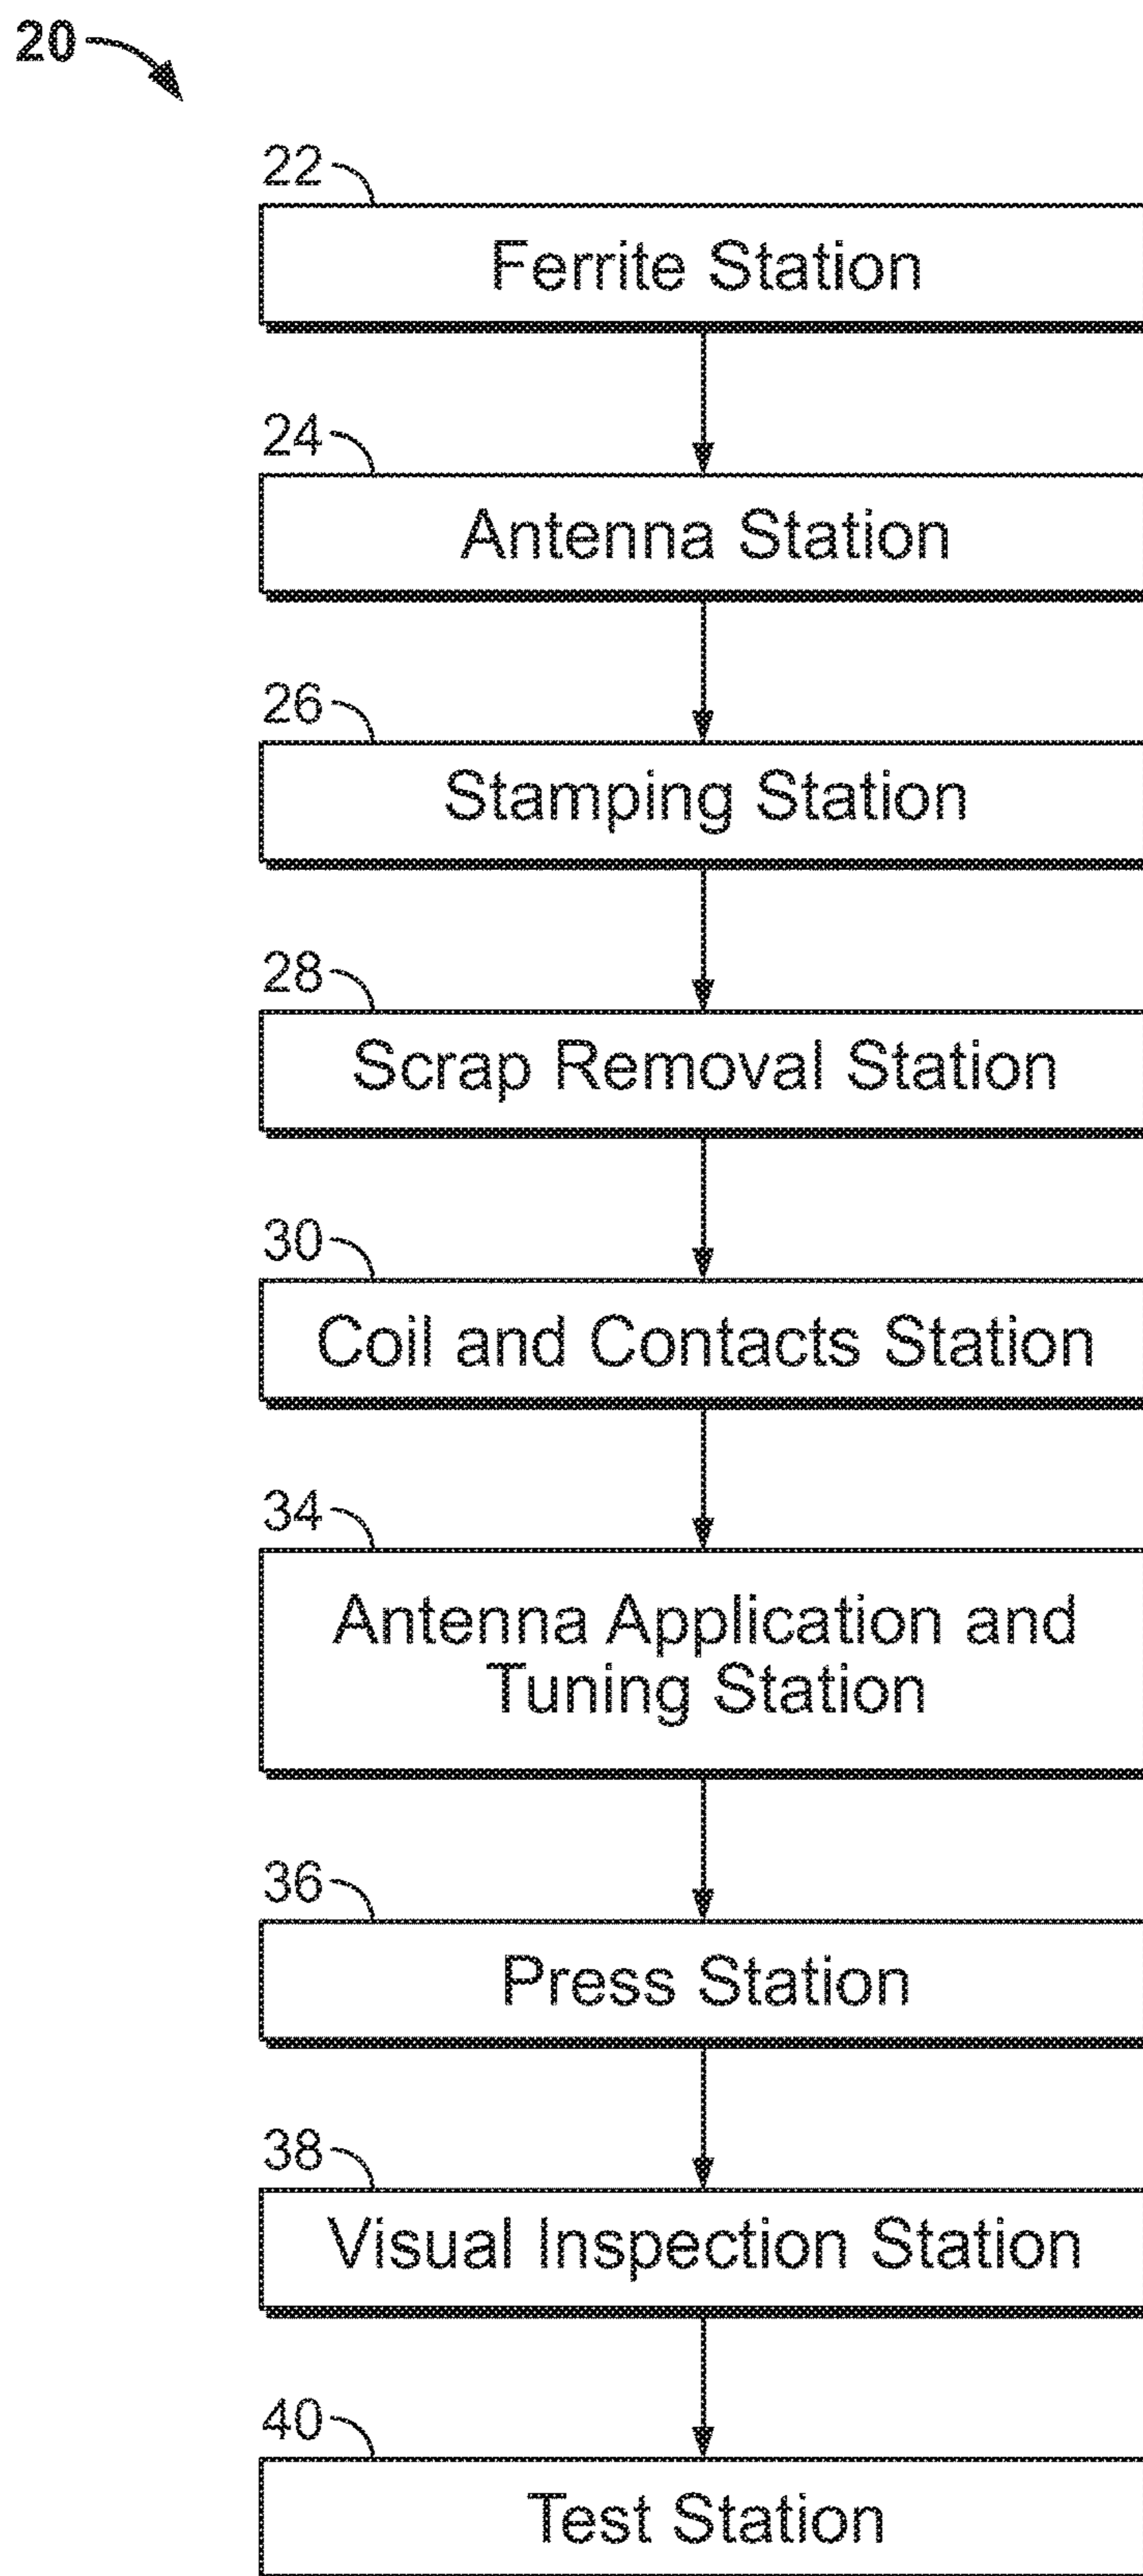 20
22
Ferrite Station
24
Antenna Station
26
Stamping Station
28
Scrap Removal Station
30
Coil and Contacts Station
34
Antenna Application and
Tuning Station
36
Press Station
38
Visual Inspection Station
40
Test Station